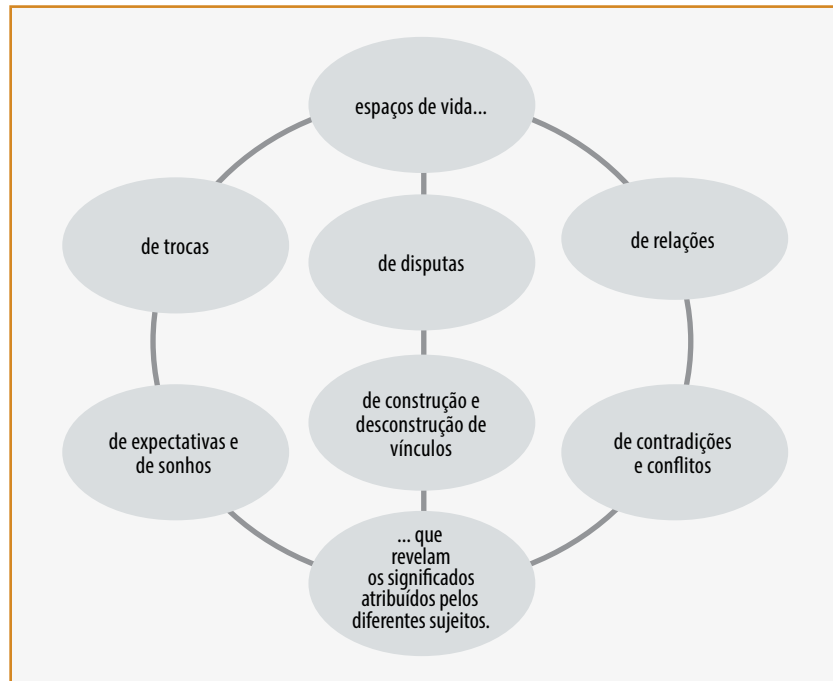 espaços de vida...
de trocas
de disputas
de relações
de expectativas e
de sonhos
de construção e
desconstrução de
vínculos
de contradições
e conflitos
... que
revelam
os significados
atribuídos pelos
diferentes sujeitos.